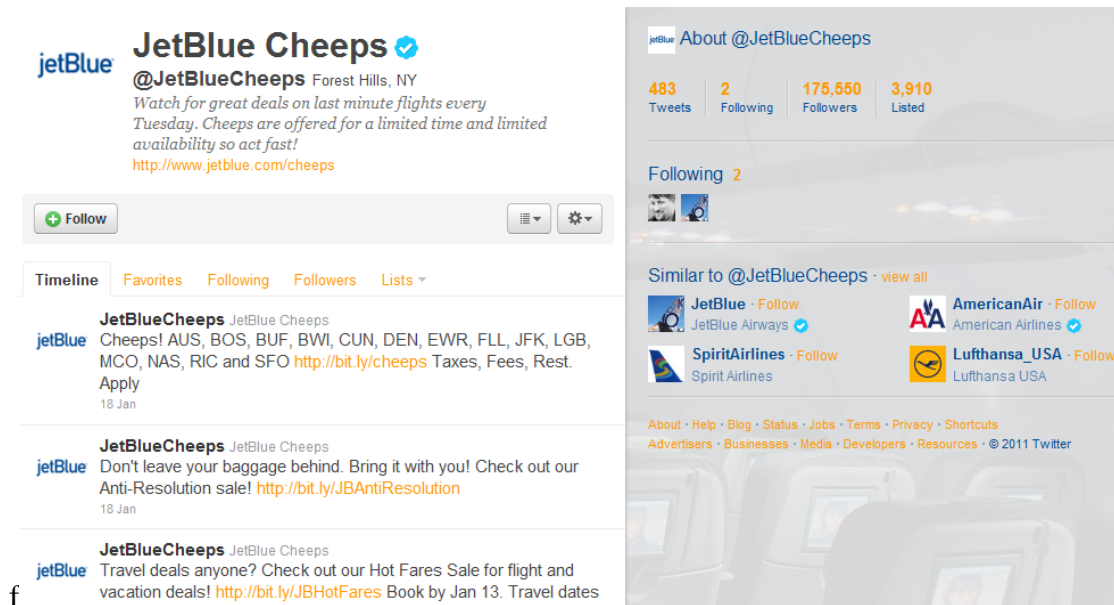 jetBlue
JetBlue Cheeps
@JetBlueCheeps Forest Hills, NY
Watch for great deals on last minute flights every
Tuesday. Cheeps are offered for a limited time and limited
availability so act fast!
http://www.jetblue.com/cheeps
Follow
Timeline Favorites Following Followers Lists
jetBlue
JetBlueCheeps JetBlue Cheeps
Cheeps! AUS, BOS, BUF, BWI, CUN, DEN, EWR, FLL, JFK, LGB,
MCO, NAS, RIC and SFO http://bit.ly/cheeps Taxes, Fees, Rest.
Apply
18 Jan
jetBlue
JetBlueCheeps JetBlue Cheeps
Don't leave your baggage behind. Bring it with you! Check out our
Anti-Resolution sale! http://bit.ly/JBAntiResolution
18 Jan
jetBlue
JetBlueCheeps JetBlue Cheeps
Travel deals anyone? Check out our Hot Fares Sale for flight and
vacation deals! http://bit.ly/JBHotFares Book by Jan 13. Travel dates
f
jetBlue About @JetBlueCheeps
483 2 175,550 3,910
Tweets Following Followers Listed
Following 2
Similar to @JetBlueCheeps · view all
JetBlue · Follow
JetBlue Airways
AA
AmericanAir · Follow
American Airlines
SpiritAirlines · Follow
Spirit Airlines
Lufthansa_USA · Follow
Lufthansa USA
About · Help · Blog · Status · Jobs · Terms · Privacy · Shortcuts
Advertisers · Businesses · Media · Developers · Resources · © 2011 Twitter